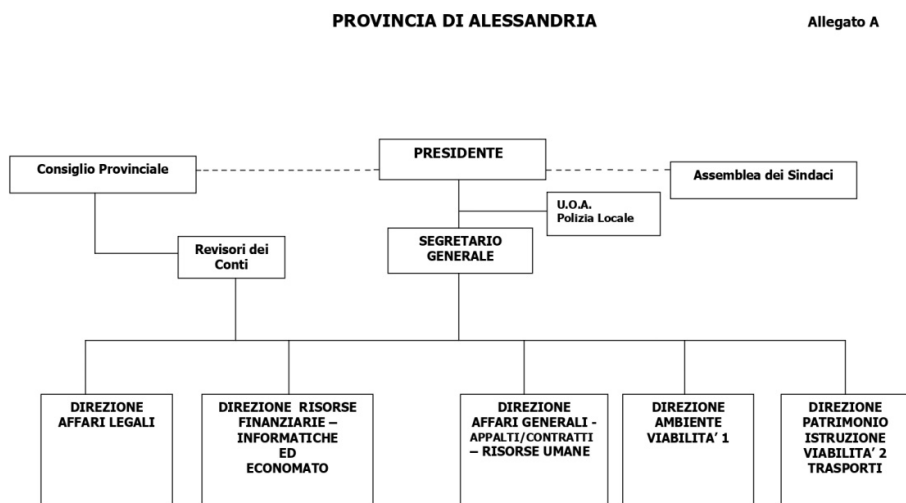 PROVINCIA DI ALESSANDRIA
Allegato A
PRESIDENTE
Consiglio Provinciale
Assemblea dei Sindaci
U.O.A.
Polizia Locale
SEGRETARIO
GENERALE
Revisori dei
Conti
DIREZIONE
AFFARI LEGALI
DIREZIONE RISORSE
FINANZIARIE –
INFORMATICHE
ED
ECONOMATO
DIREZIONE
AFFARI GENERALI -
APPALTI/CONTRATTI
– RISORSE UMANE
DIREZIONE
AMBIENTE
VIABILITA’ 1
DIREZIONE
PATRIMONIO
ISTRUZIONE
VIABILITA’ 2
TRASPORTI